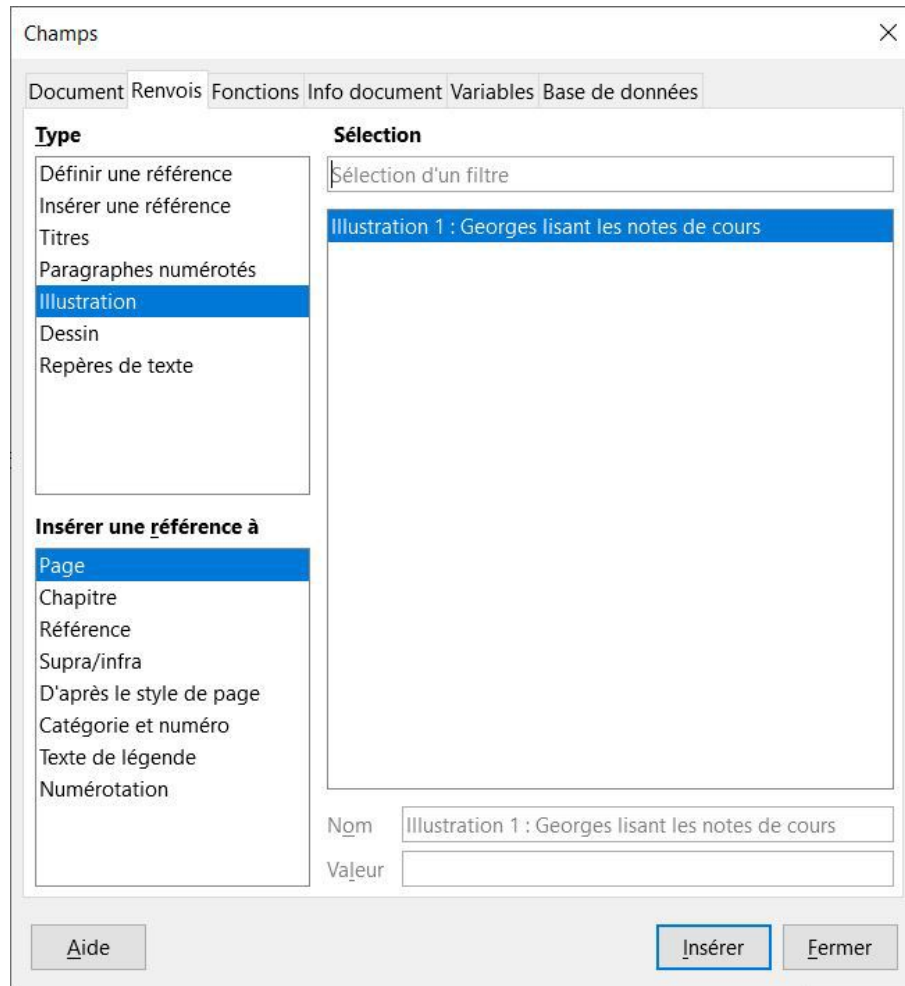 Champs
Document Renvois Fonctions Info document Variables Base de données
Type
Définir une référence
Insérer une référence
Titres
Paragraphes numérotés
Illustration
Dessin
Repères de texte
Insérer une référence à
Page
Chapitre
Référence
Supra/infra
D'après le style de page
Catégorie et numéro
Texte de légende
Numérotation
Sélection
Sélection d'un filtre
Illustration 1 : Georges lisant les notes de cours
Nom Illustration 1 : Georges lisant les notes de cours
Valeur
Aide
Insérer
Fermer